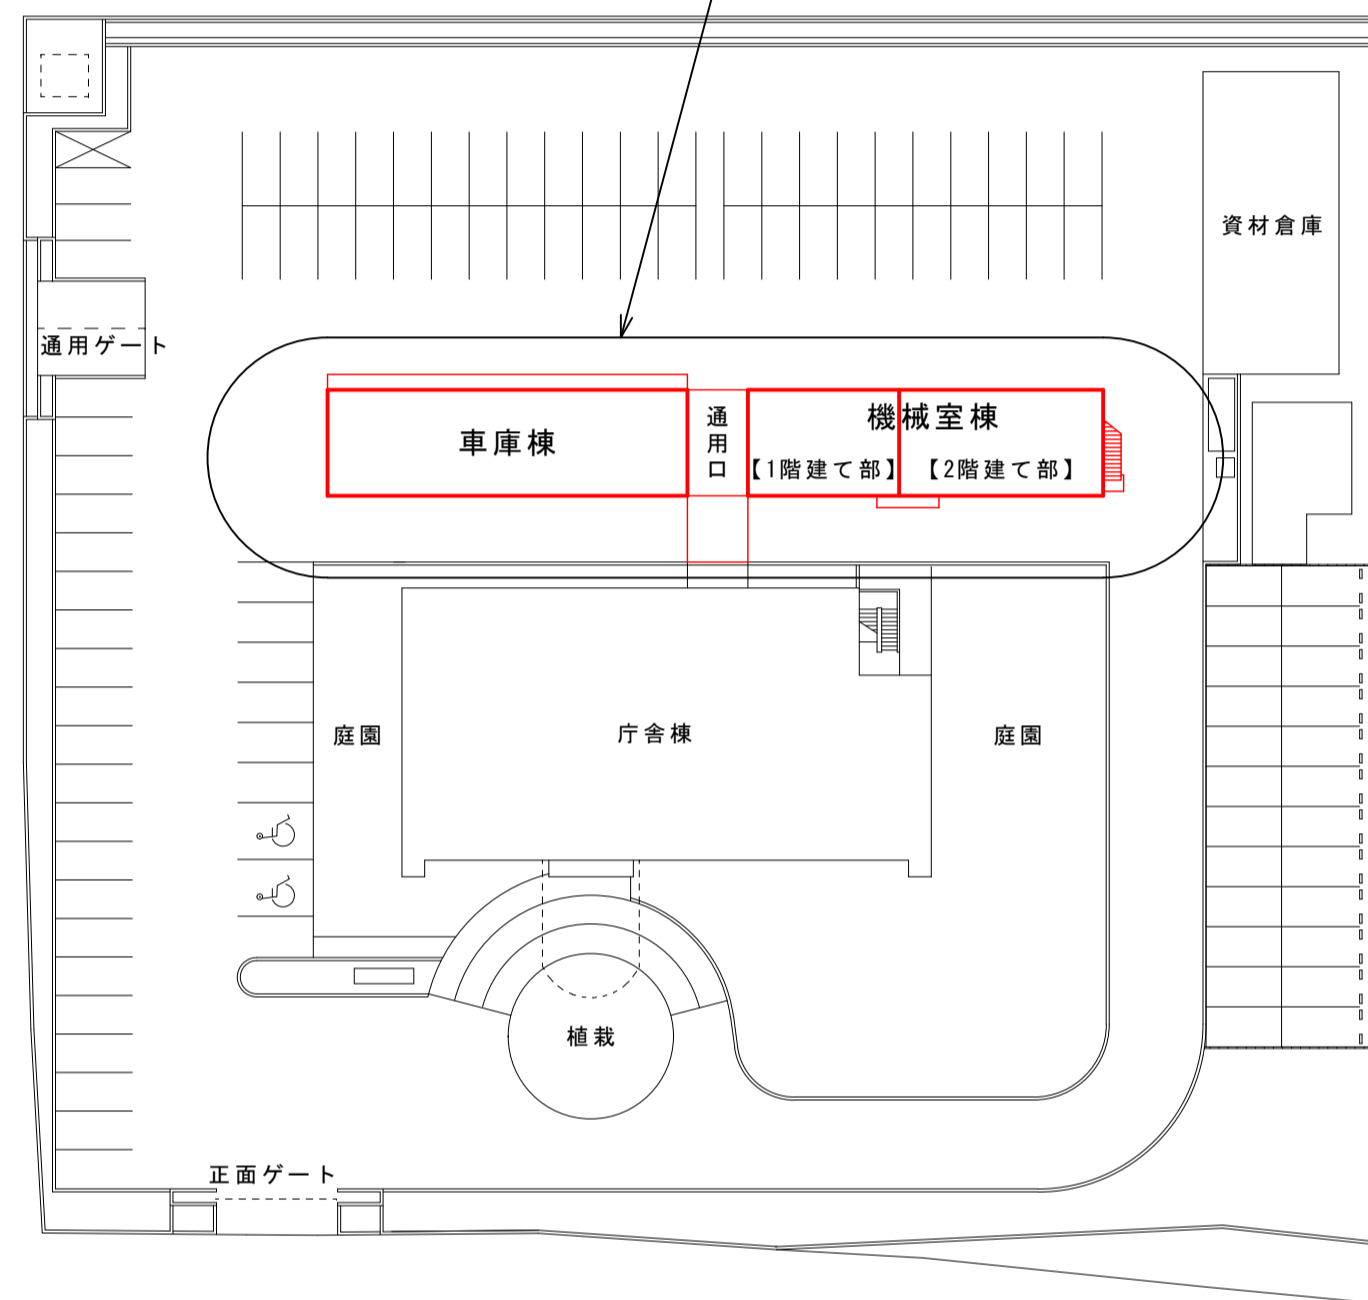 資材倉庫
通用ゲート
車庫棟
通用口
機械室棟
【1階建て部】
【2階建て部】
庭園
庁舎棟
庭園
植栽
正面ゲート